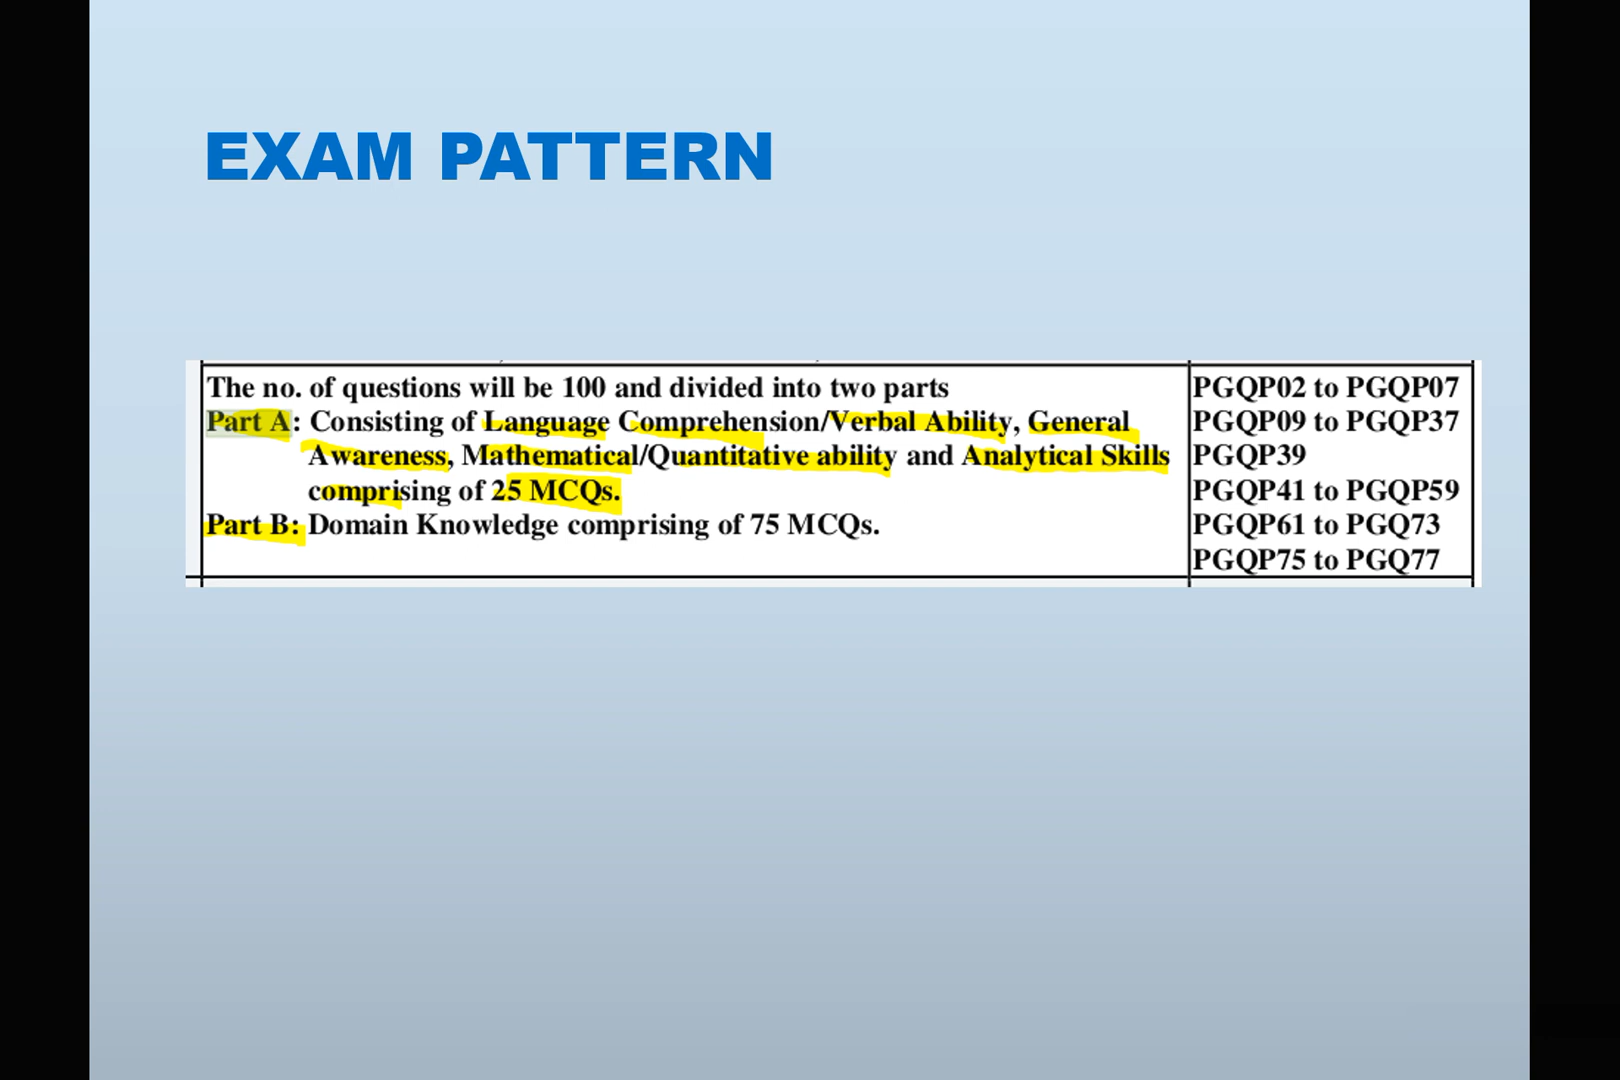 EXAM PATTERN
The no. of questions will be 100 and divided into two parts
Part A: Consisting of Language Comprehension/Verbal Ability, General
Awareness, Mathematical/Quantitative ability and Analytical Skills
comprising of 25 MCQs.
Part B: Domain Knowledge comprising of 75 MCQs.
PGQP02 to PGQP07
PGQP09 to PGQP37
PGQP39
PGQP41 to PGQP59
PGQP61 to PGQ73
PGQP75 to PGQ77